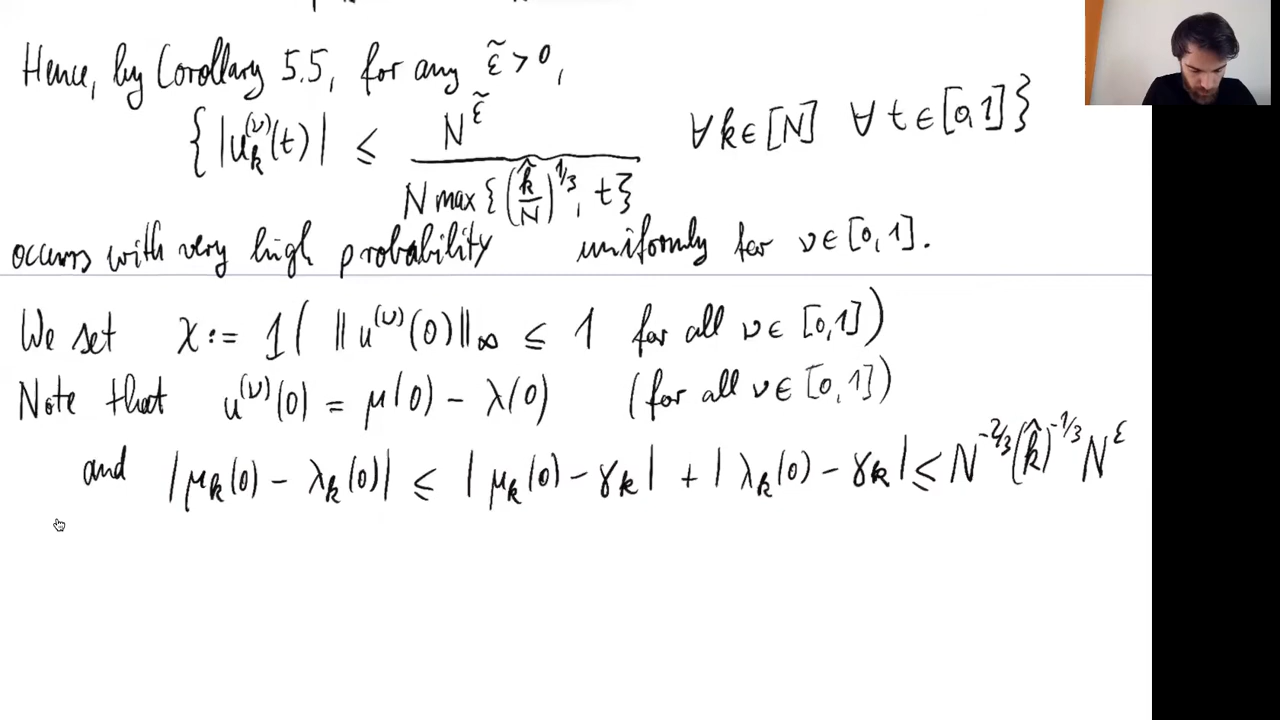 Hence, by Corollary 5.5, for any ε̃ > 0,
{ |u_k^{(ν)}(t)| ≤ N^{ε̃} / (N max{ (k̂/N)^{1/3}, t }) ∀ k ∈ [N] ∀ t ∈ [0,1] }
occurs with very high probability uniformly for ν ∈ [0,1].
We set χ := 1( ‖u^{(ν)}(0)‖_∞ ≤ 1 for all ν ∈ [0,1] )
Note that u^{(ν)}(0) = μ(0) - λ(0) (for all ν ∈ [0,1])
and |μ_k(0) - λ_k(0)| ≤ |μ_k(0) - γ_k| + |λ_k(0) - γ_k| ≤ N^{-2/3} (k̂)^{-1/3} N^ε